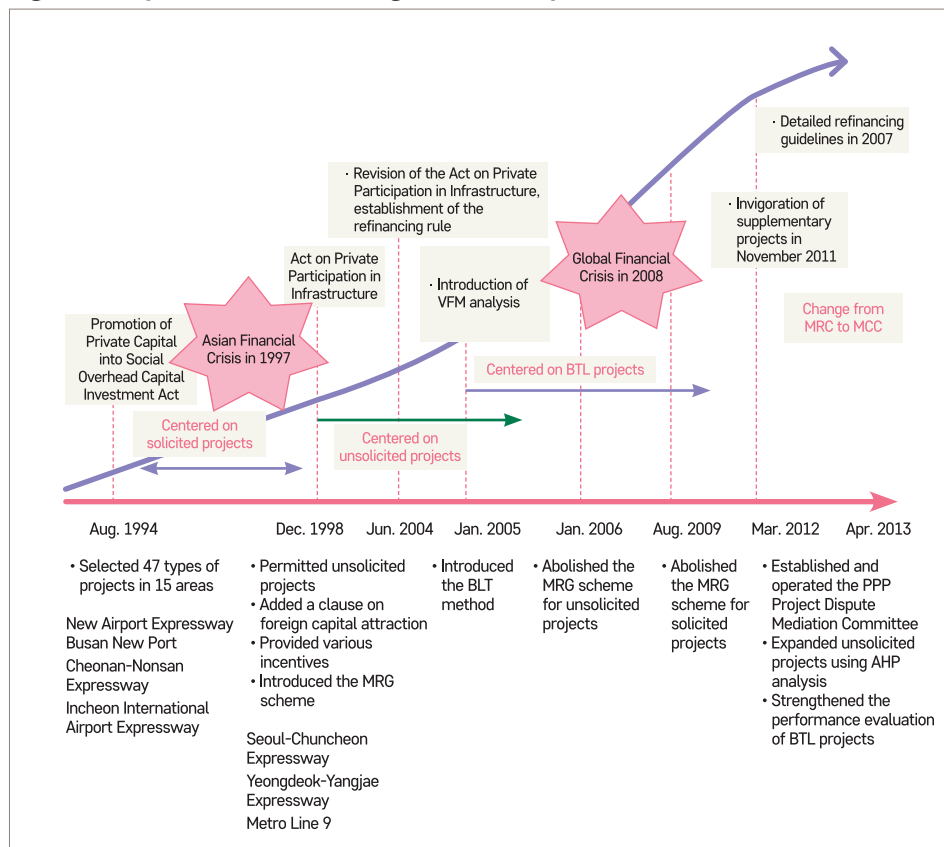 · Detailed refinancing
guidelines in 2007
· Revision of the Act on Private
Participation in Infrastructure,
establishment of the
refinancing rule
· Invigoration of
supplementary
projects in
November 2011
Act on Private
Participation in
Infrastructure
Global Financial
Crisis in 2008
· Introduction of
VFM analysis
Change from
MRC to MCC
Promotion of
Private Capital
into Social
Overhead Capital
Investment Act
Asian Financial
Crisis in 1997
Centered on BTL projects
Centered on
solicited projects
Centered on
unsolicited projects
Aug. 1994
Dec. 1998
Jun. 2004
Jan. 2005
Jan. 2006
Aug. 2009
Mar. 2012
Apr. 2013
• Selected 47 types of
projects in 15 areas
New Airport Expressway
Busan New Port
Cheonan-Nonsan
Expressway
Incheon International
Airport Expressway
• Permitted unsolicited
projects
• Added a clause on
foreign capital attraction
• Provided various
incentives
• Introduced the MRG
scheme
Seoul-Chuncheon
Expressway
Yeongdeok-Yangjae
Expressway
Metro Line 9
• Introduced
the BLT
method
• Abolished the
MRG scheme
for unsolicited
projects
• Abolished
the MRG
scheme for
solicited
projects
• Established and
operated the PPP
Project Dispute
Mediation Committee
• Expanded unsolicited
projects using AHP
analysis
• Strengthened the
performance evaluation
of BTL projects